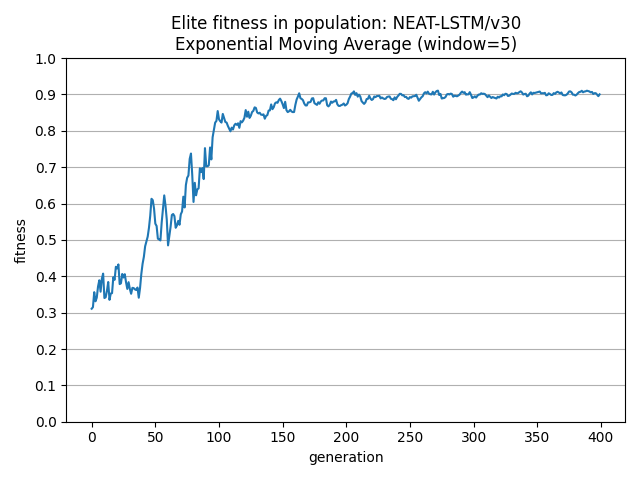 Elite fitness in population: NEAT-LSTM/v30
Exponential Moving Average (window=5)
fitness
1.0
0.9
0.8
0.7
0.6
0.5
0.4
0.3
0.2
0.1
0.0
0 50 100 150 200 250 300 350 400
generation